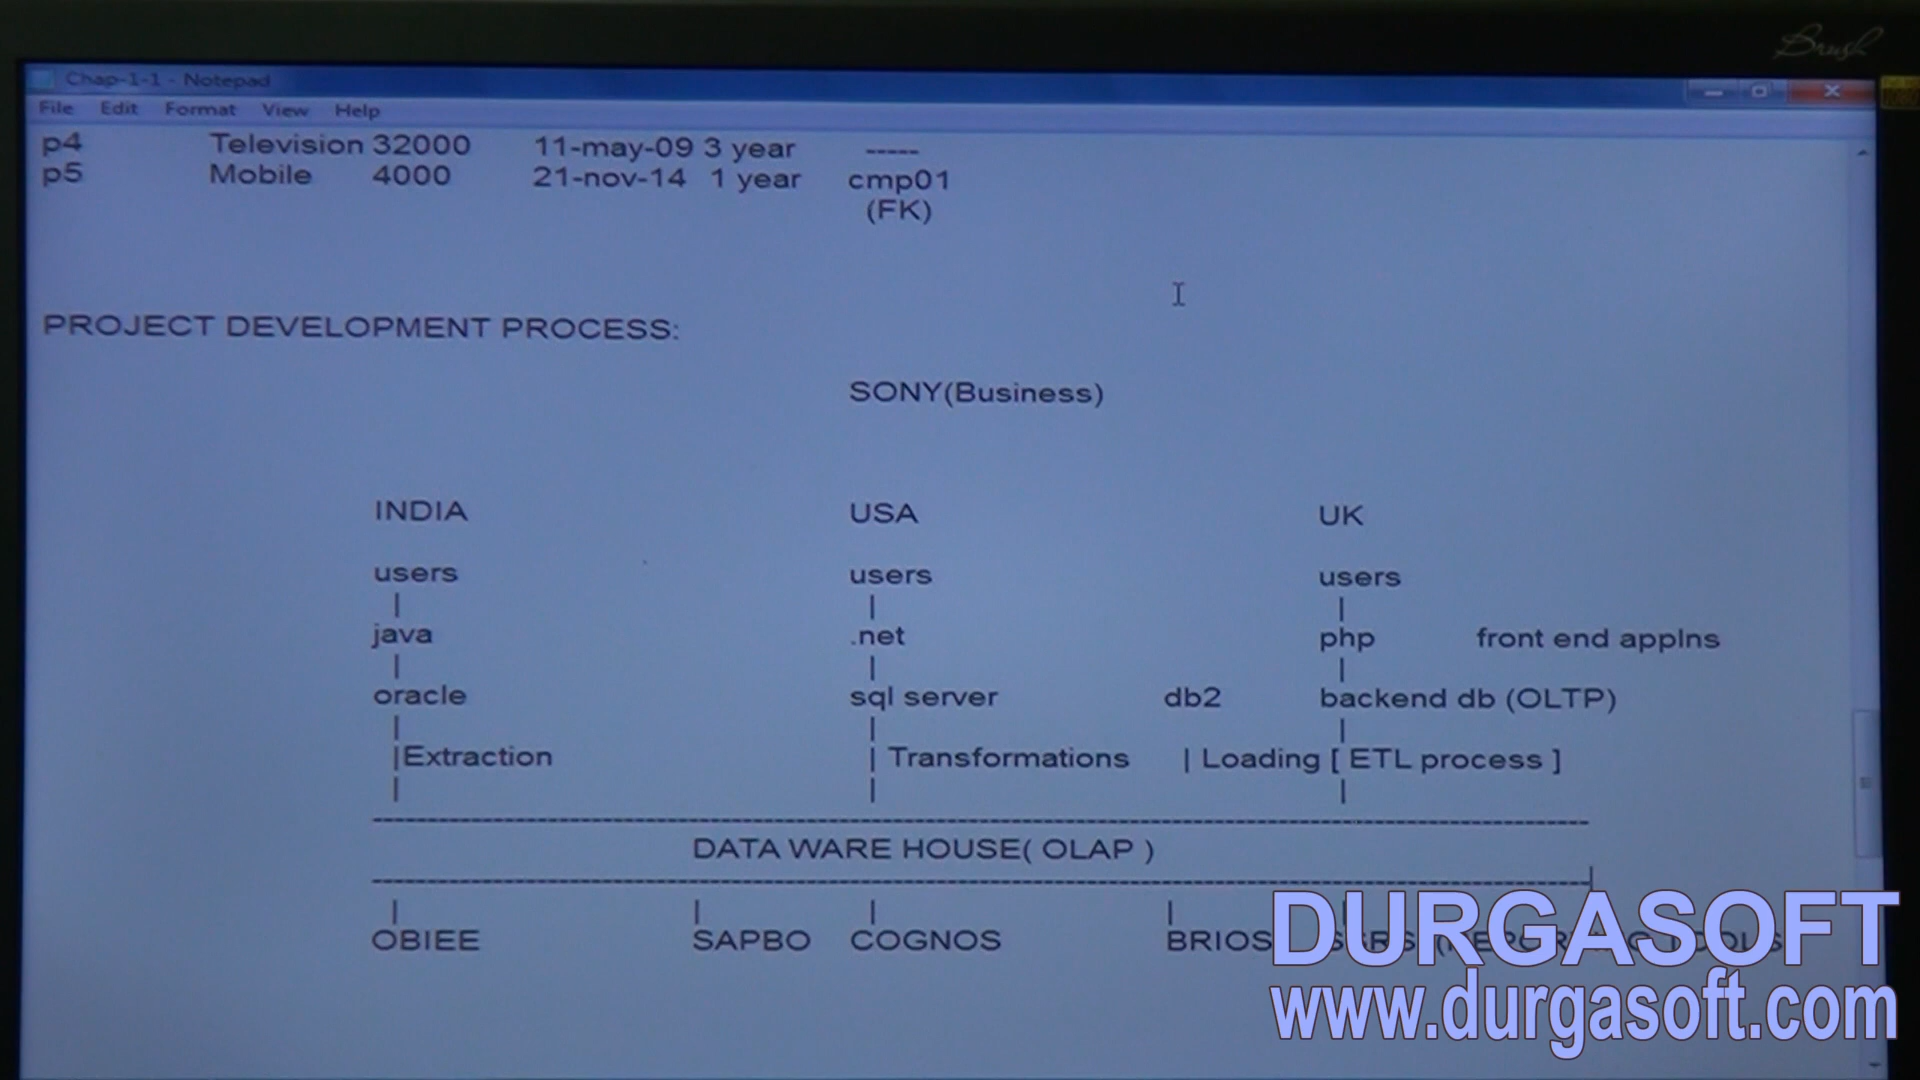 Brush
Chap-1-1 - Notepad
File Edit Format View Help
p4 Television 32000 11-may-09 3 year -----
p5 Mobile 4000 21-nov-14 1 year cmp01
(FK)
PROJECT DEVELOPMENT PROCESS:
SONY(Business)
INDIA USA UK
users users users
| | |
java .net php front end applns
| | |
oracle sql server db2 backend db (OLTP)
| | |
|Extraction | Transformations | Loading [ ETL process ]
| | |
--------------------------------------------------
DATA WARE HOUSE( OLAP )
--------------------------------------------------
| | | |
OBIEE SAPBO COGNOS BRIOS
DURGASOFT
www.durgasoft.com